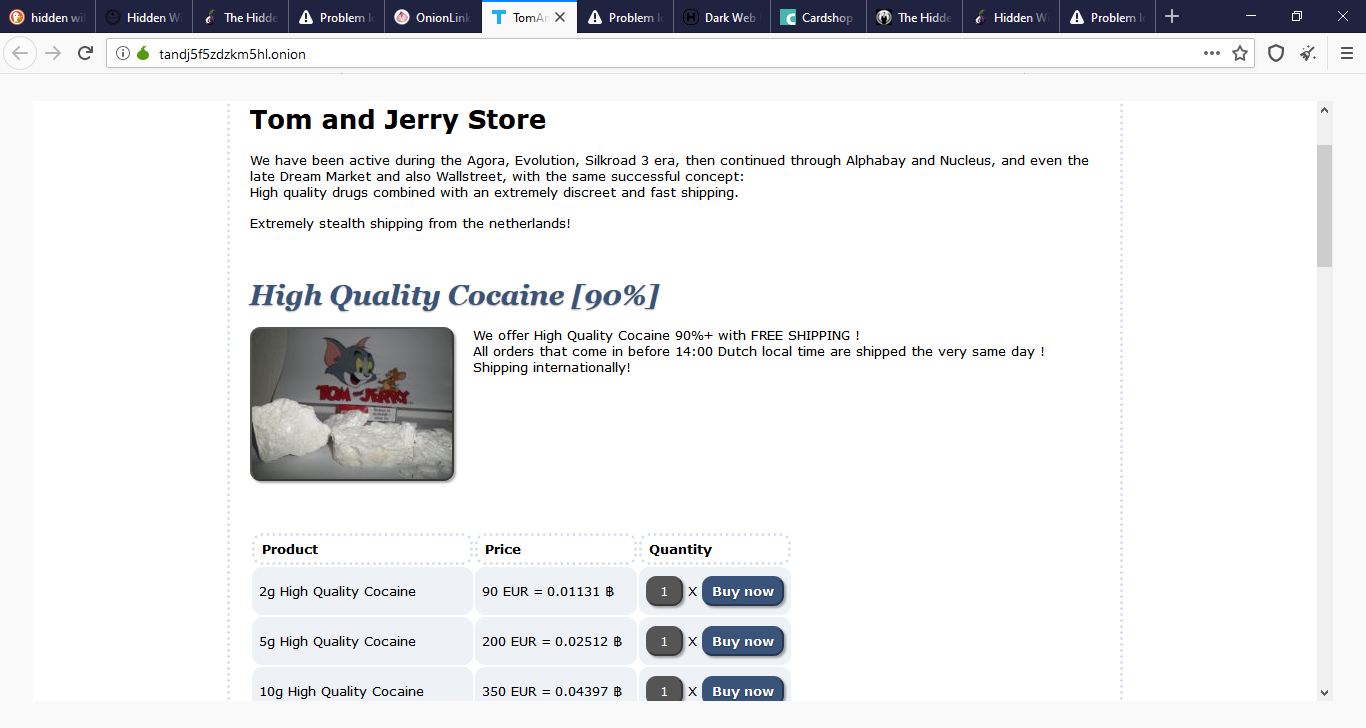 hidden wi
Hidden Wi
The Hidde
Problem lo
OnionLink
TomAn
Problem lo
Dark Web
Cardshop
The Hidde
Hidden Wi
Problem lo
tandj5f5zdzkm5hl.onion
Tom and Jerry Store
We have been active during the Agora, Evolution, Silkroad 3 era, then continued through Alphabay and Nucleus, and even the
late Dream Market and also Wallstreet, with the same successful concept:
High quality drugs combined with an extremely discreet and fast shipping.
Extremely stealth shipping from the netherlands!
High Quality Cocaine [90%]
TOM and JERRY
We offer High Quality Cocaine 90%+ with FREE SHIPPING !
All orders that come in before 14:00 Dutch local time are shipped the very same day !
Shipping internationally!
Product Price Quantity
2g High Quality Cocaine 90 EUR = 0.01131 ฿ 1 X Buy now
5g High Quality Cocaine 200 EUR = 0.02512 ฿ 1 X Buy now
10g High Quality Cocaine 350 EUR = 0.04397 ฿ 1 X Buy now